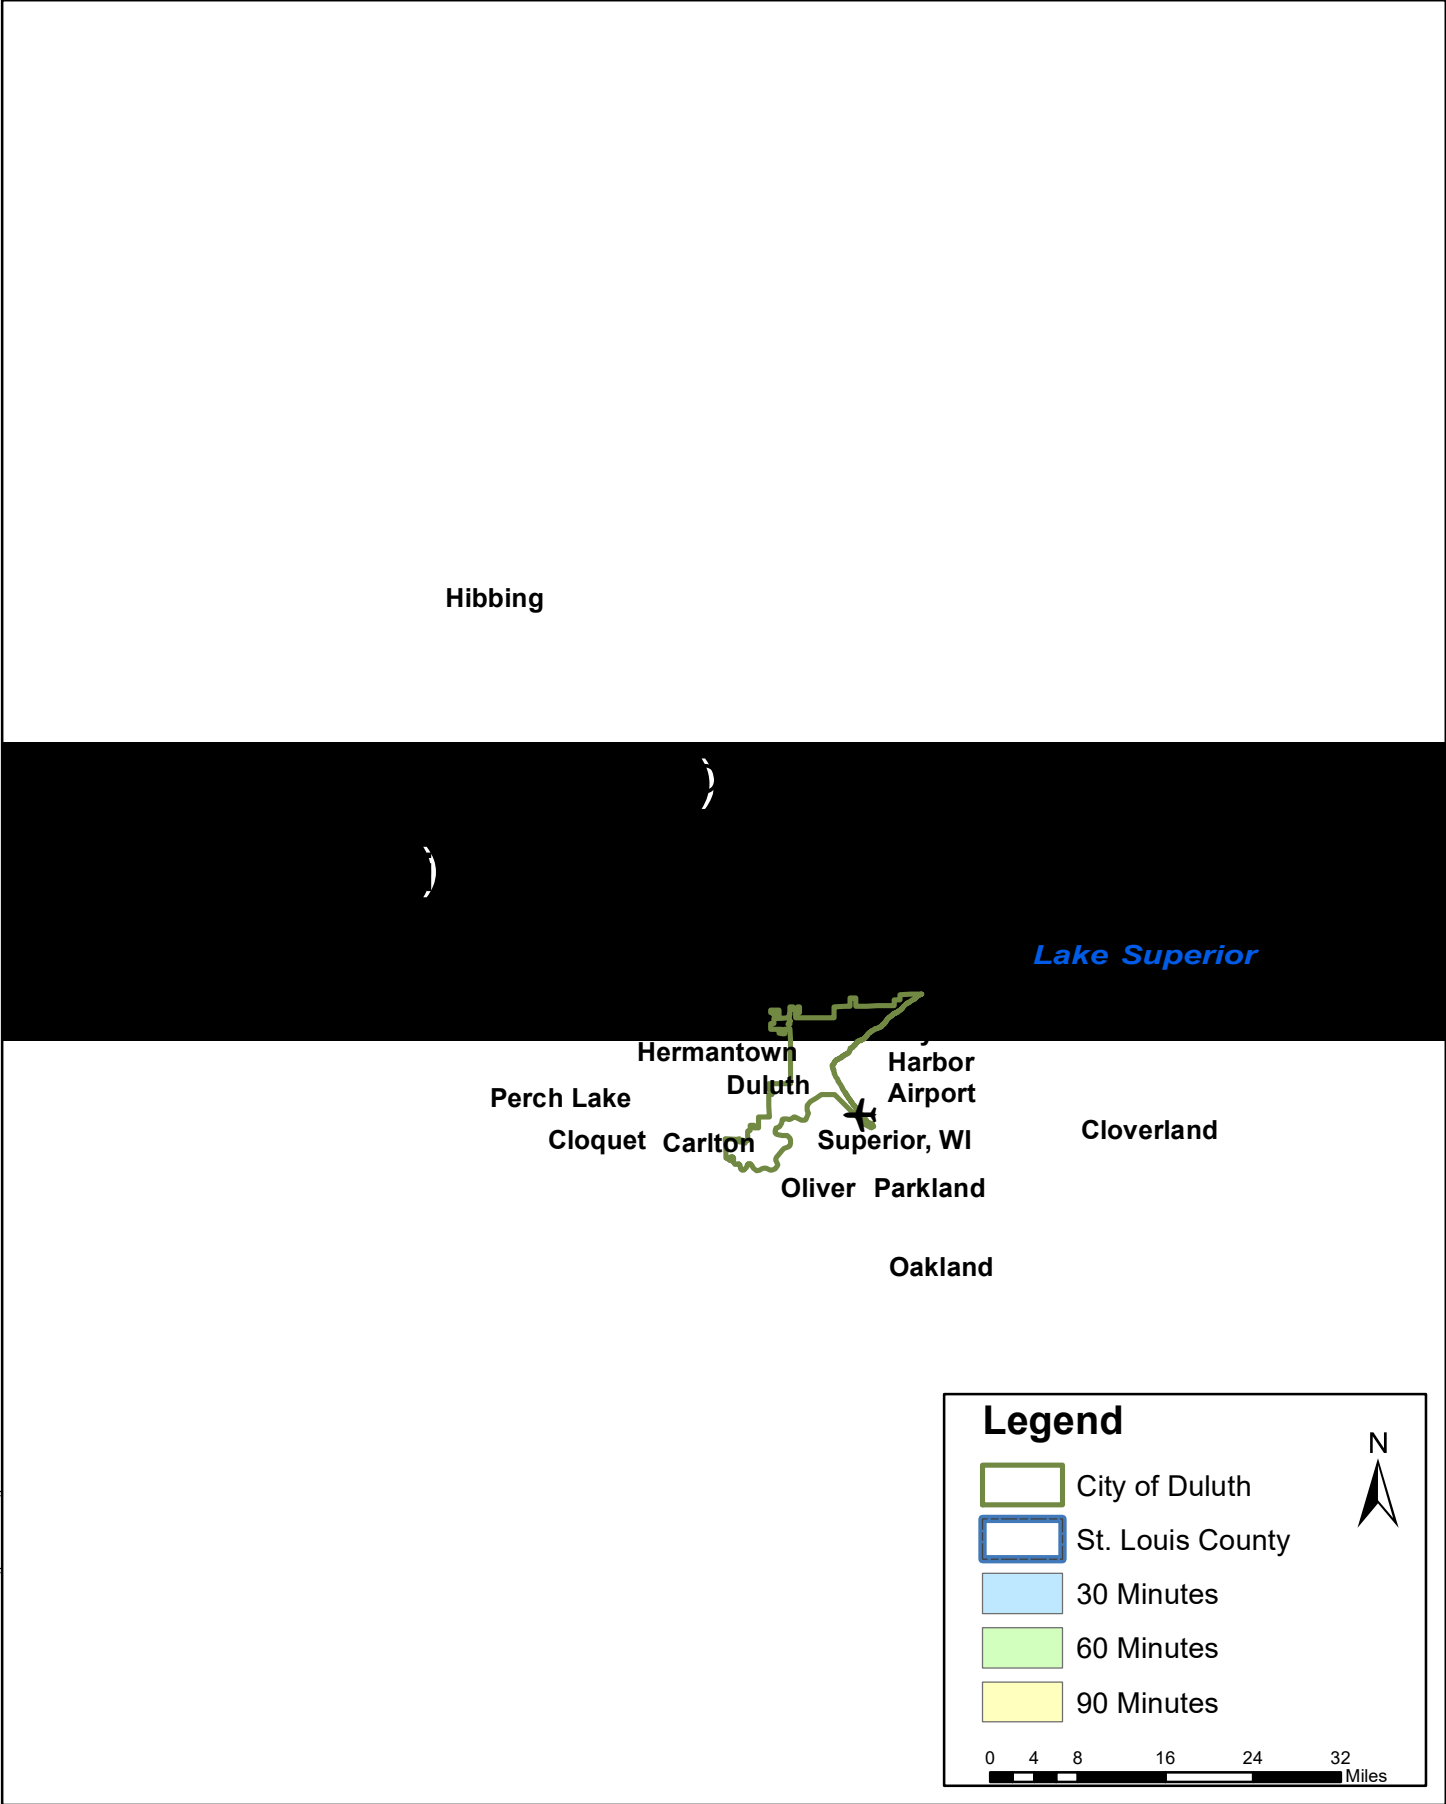 Hibbing
Lake Superior
Hermantown
Harbor
Duluth
Airport
Perch Lake
Cloverland
Cloquet
Carlton
Superior, WI
Oliver
Parkland
Oakland
Legend
N
City of Duluth
St. Louis County
30 Minutes
60 Minutes
90 Minutes
0 4 8 16 24 32
Miles